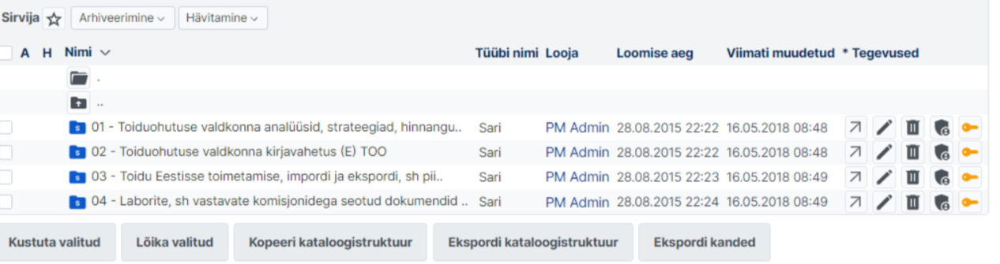 Sirvija Arhiveerimine Hävitamine
A H Nimi Tüübi nimi Looja Loomise aeg Viimati muudetud * Tegevused
.
..
01 - Toiduohutuse valdkonna analüüsid, strateegiad, hinnangu.. Sari PM Admin 28.08.2015 22:22 16.05.2018 08:48
02 - Toiduohutuse valdkonna kirjavahetus (E) TOO Sari PM Admin 28.08.2015 22:22 16.05.2018 08:48
03 - Toidu Eestisse toimetamise, impordi ja ekspordi, sh pii.. Sari PM Admin 28.08.2015 22:23 16.05.2018 08:49
04 - Laborite, sh vastavate komisjonidega seotud dokumendid .. Sari PM Admin 28.08.2015 22:24 16.05.2018 08:49
Kustuta valitud Lõika valitud Kopeeri kataloogistruktuur Ekspordi kataloogistruktuur Ekspordi kanded